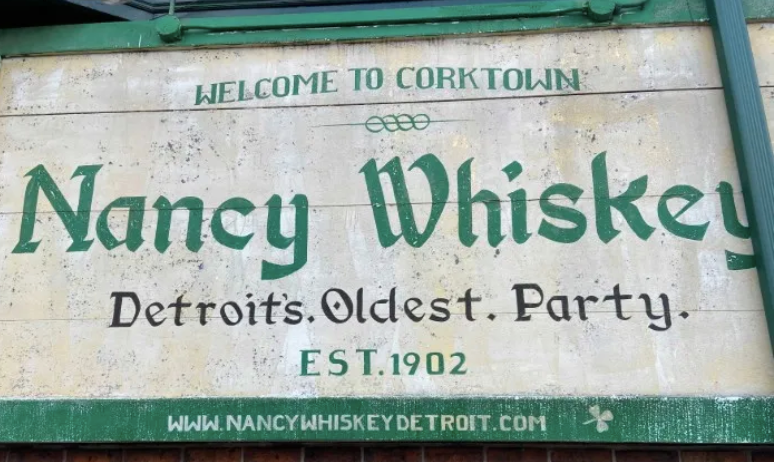 WELCOME TO CORKTOWN
Nancy Whiskey
Detroit's.Oldest.Party.
EST.1902
WWW.NANCYWHISKEYDETROIT.COM